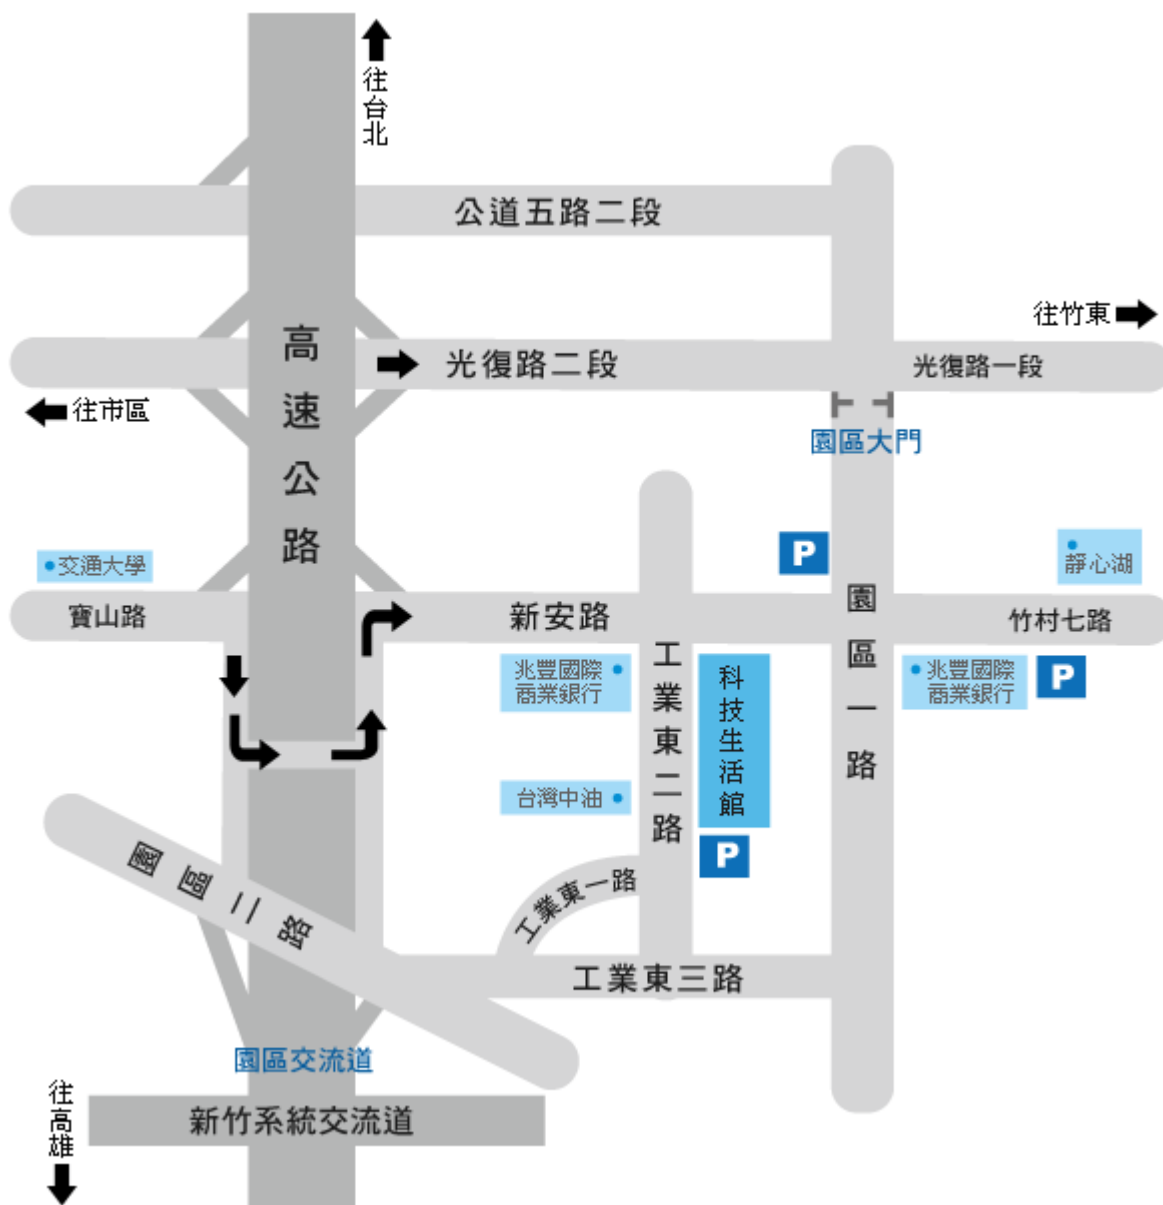 往台北
公道五路二段
往竹東
高速公路
光復路二段
光復路一段
往市區
園區大門
P
交通大學
靜心湖
寶山路
新安路
園區一路
竹村七路
兆豐國際
商業銀行
工業東二路
科技生活館
兆豐國際
商業銀行
P
台灣中油
P
園區二路
工業東一路
工業東三路
園區交流道
往高雄
新竹系統交流道